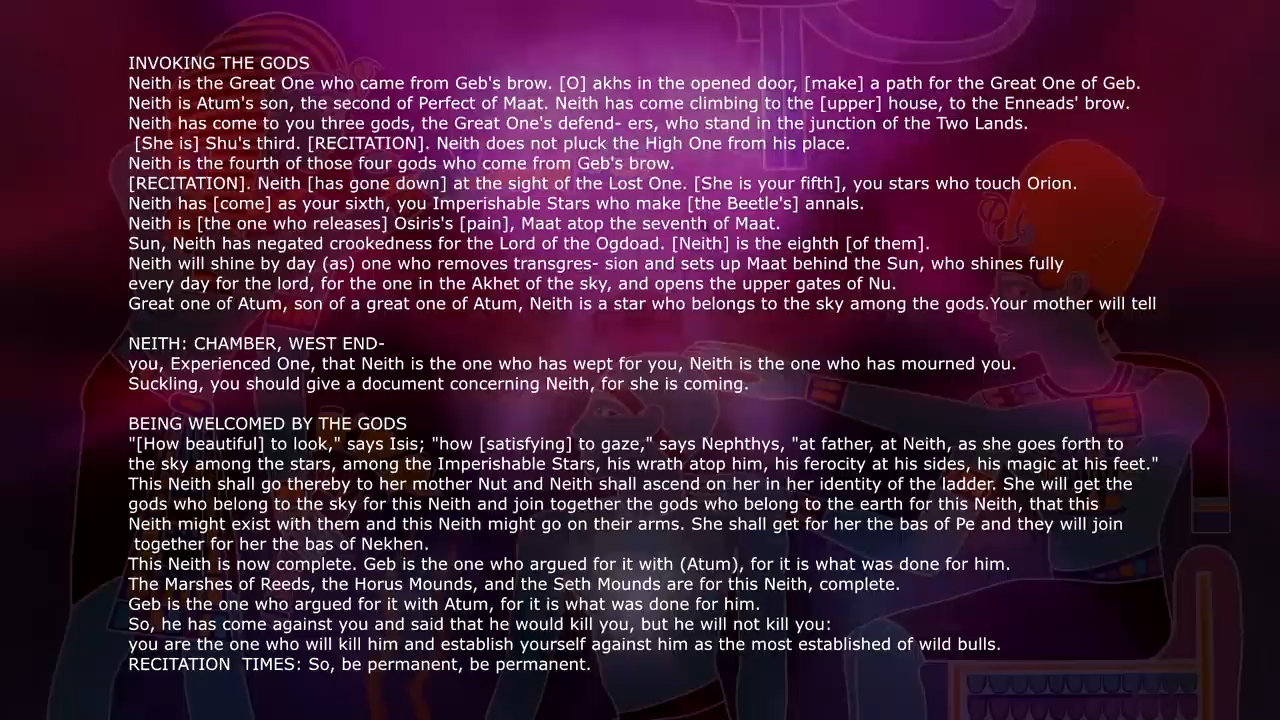 INVOKING THE GODS
Neith is the Great One who came from Geb's brow. [O] akhs in the opened door, [make] a path for the Great One of Geb.
Neith is Atum's son, the second of Perfect of Maat. Neith has come climbing to the [upper] house, to the Enneads' brow.
Neith has come to you three gods, the Great One's defend- ers, who stand in the junction of the Two Lands.
[She is] Shu's third. [RECITATION]. Neith does not pluck the High One from his place.
Neith is the fourth of those four gods who come from Geb's brow.
[RECITATION]. Neith [has gone down] at the sight of the Lost One. [She is your fifth], you stars who touch Orion.
Neith has [come] as your sixth, you Imperishable Stars who make [the Beetle's] annals.
Neith is [the one who releases] Osiris's [pain], Maat atop the seventh of Maat.
Sun, Neith has negated crookedness for the Lord of the Ogdoad. [Neith] is the eighth [of them].
Neith will shine by day (as) one who removes transgres- sion and sets up Maat behind the Sun, who shines fully
every day for the lord, for the one in the Akhet of the sky, and opens the upper gates of Nu.
Great one of Atum, son of a great one of Atum, Neith is a star who belongs to the sky among the gods.Your mother will tell
NEITH: CHAMBER, WEST END-
you, Experienced One, that Neith is the one who has wept for you, Neith is the one who has mourned you.
Suckling, you should give a document concerning Neith, for she is coming.
BEING WELCOMED BY THE GODS
"[How beautiful] to look," says Isis; "how [satisfying] to gaze," says Nephthys, "at father, at Neith, as she goes forth to
the sky among the stars, among the Imperishable Stars, his wrath atop him, his ferocity at his sides, his magic at his feet."
This Neith shall go thereby to her mother Nut and Neith shall ascend on her in her identity of the ladder. She will get the
gods who belong to the sky for this Neith and join together the gods who belong to the earth for this Neith, that this
Neith might exist with them and this Neith might go on their arms. She shall get for her the bas of Pe and they will join
together for her the bas of Nekhen.
This Neith is now complete. Geb is the one who argued for it with (Atum), for it is what was done for him.
The Marshes of Reeds, the Horus Mounds, and the Seth Mounds are for this Neith, complete.
Geb is the one who argued for it with Atum, for it is what was done for him.
So, he has come against you and said that he would kill you, but he will not kill you:
you are the one who will kill him and establish yourself against him as the most established of wild bulls.
RECITATION  TIMES: So, be permanent, be permanent.